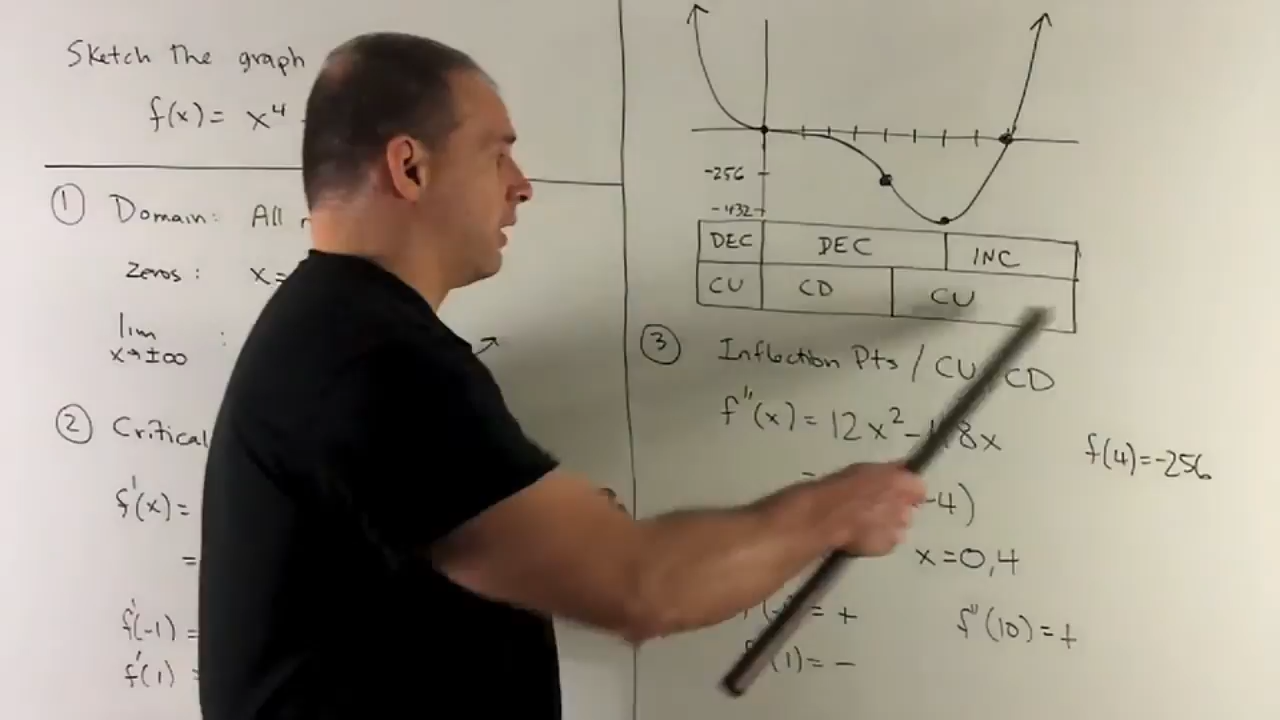 Sketch the graph
f(x) = x⁴
① Domain: All
Zeros: x=
lim x→±∞ :
② Critical
f'(x) =
=
f'(-1) =
f'(1) =
-256
-432
DEC DEC INC
CU CD CU
③ Inflection Pts / CU CD
f''(x) = 12x² - 48x
=
-4)
x=0,4
= +
(1) = -
f(4) = -256
f''(10) = +